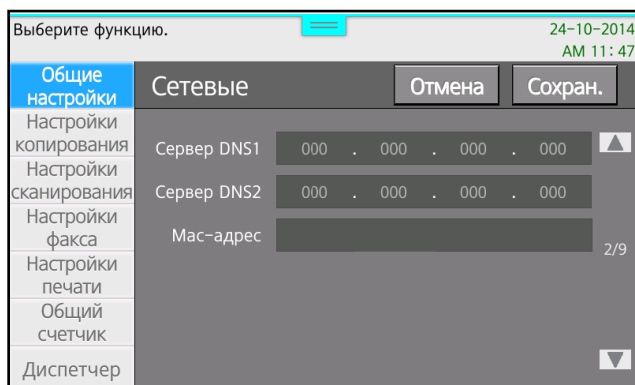 Выберите функцию.
24-10-2014
AM 11:47
Общие
настройки
Настройки
копирования
Настройки
сканирования
Настройки
факса
Настройки
печати
Общий
счетчик
Диспетчер
Сетевые
Отмена
Сохран.
Сервер DNS1 000 . 000 . 000 . 000
Сервер DNS2 000 . 000 . 000 . 000
Мас-адрес
2/9